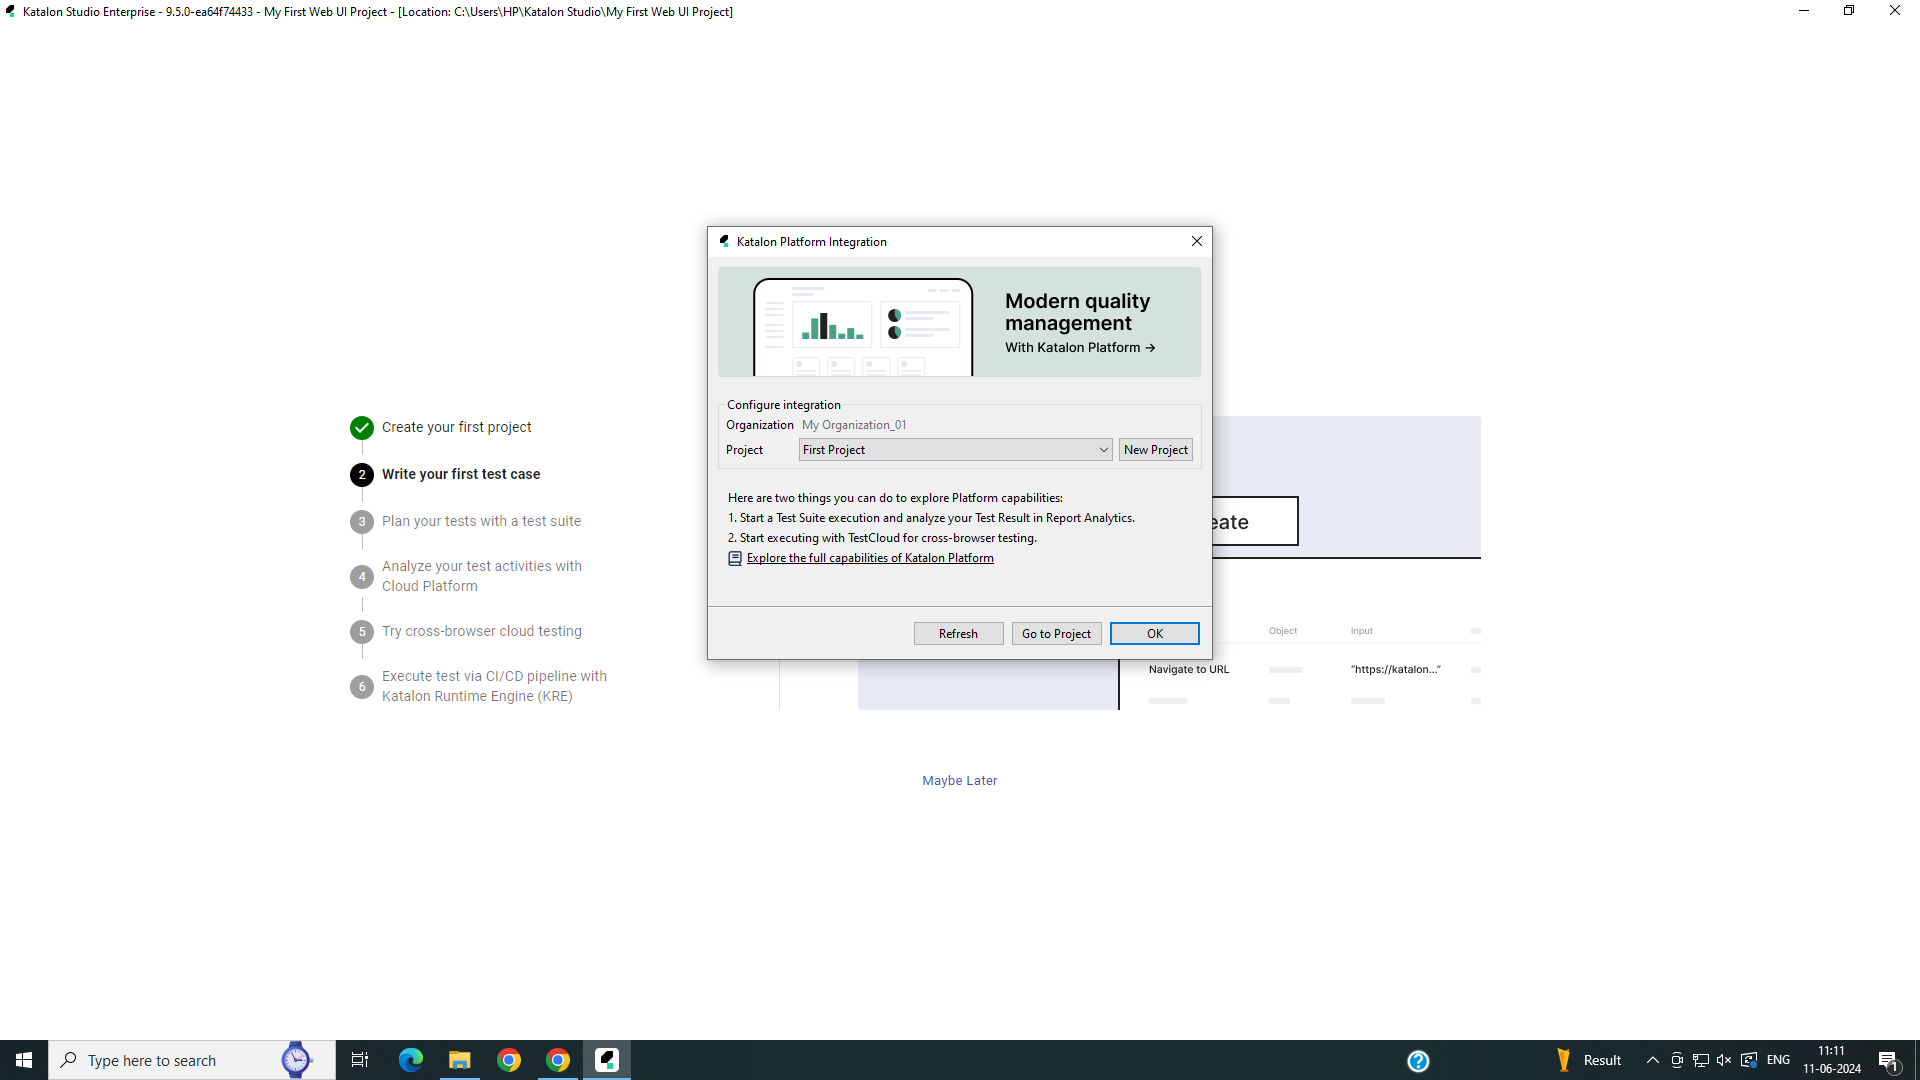 Katalon Studio Enterprise - 9.5.0-ea64f74433 - My First Web UI Project - [Location: C:\Users\HP\Katalon Studio\My First Web UI Project]
Katalon Platform Integration
Modern quality
management
With Katalon Platform →
Configure integration
Organization My Organization_01
Project First Project New Project
Here are two things you can do to explore Platform capabilities:
1. Start a Test Suite execution and analyze your Test Result in Report Analytics.
2. Start executing with TestCloud for cross-browser testing.
Explore the full capabilities of Katalon Platform
Refresh Go to Project OK
Create your first project
2 Write your first test case
3 Plan your tests with a test suite
4 Analyze your test activities with
Cloud Platform
5 Try cross-browser cloud testing
6 Execute test via CI/CD pipeline with
Katalon Runtime Engine (KRE)
eate
Object Input
Navigate to URL "https://katalon..."
Maybe Later
Type here to search
Result
ENG
11:11
11-06-2024
1